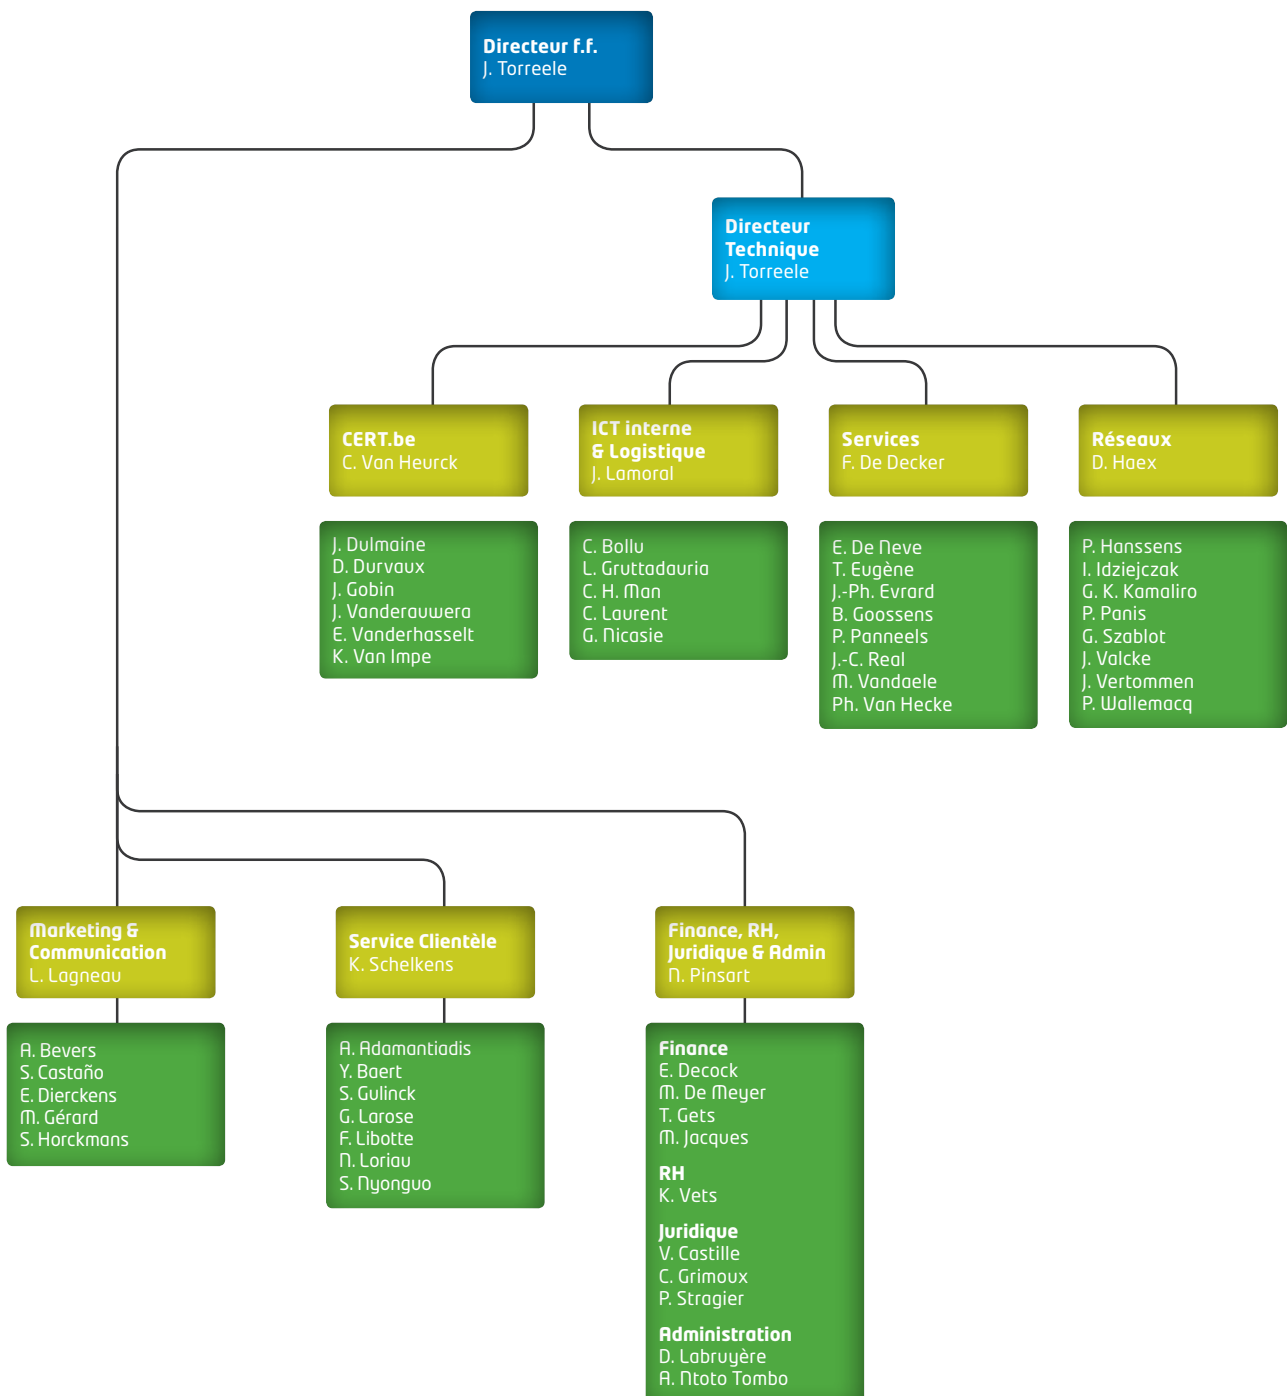 Directeur f.f.
J. Torreele
Directeur
Technique
J. Torreele
CERT.be
C. Van Heurck
ICT interne
& Logistique
J. Lamoral
Services
F. De Decker
Réseaux
D. Haex
J. Dulmaine
D. Durvaux
J. Gobin
J. Vanderauwera
E. Vanderhasselt
K. Van Impe
C. Bollu
L. Gruttadauria
C. H. Man
C. Laurent
G. Nicasie
E. De Neve
T. Eugène
J.-Ph. Evrard
B. Goossens
P. Panneels
J.-C. Real
M. Vandaele
Ph. Van Hecke
P. Hanssens
I. Idziejczak
G. K. Kamaliro
P. Panis
G. Szablot
J. Valcke
J. Vertommen
P. Wallemacq
Marketing &
Communication
L. Lagneau
Service Clientèle
K. Schelkens
Finance, RH,
Juridique & Admin
N. Pinsart
A. Bevers
S. Castaño
E. Dierckens
M. Gérard
S. Horckmans
A. Adamantiadis
Y. Baert
S. Gulinck
G. Larose
F. Libotte
N. Loriau
S. Nyonguo
Finance
E. Decock
M. De Meyer
T. Gets
M. Jacques
RH
K. Vets
Juridique
V. Castille
C. Grimoux
P. Stragier
Administration
D. Labruyère
A. Ntoto Tombo